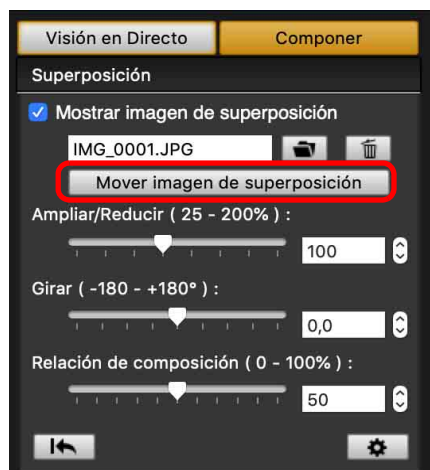 Visión en Directo Componer
Superposición
Mostrar imagen de superposición
IMG_0001.JPG
Mover imagen de superposición
Ampliar/Reducir ( 25 - 200% ) :
100
Girar ( -180 - +180° ) :
0,0
Relación de composición ( 0 - 100% ) :
50